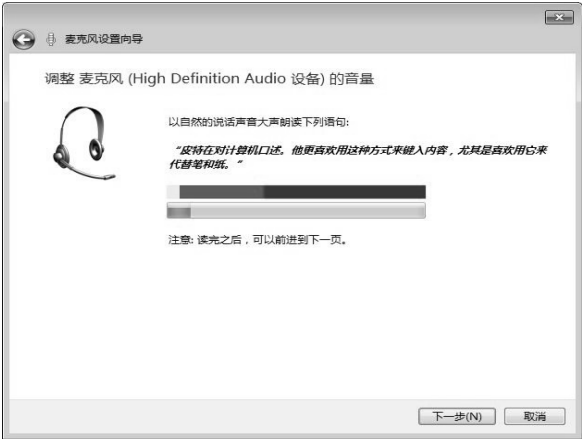 麦克风设置向导
调整 麦克风 (High Definition Audio 设备) 的音量
以自然的说话声音大声朗读下列语句:
“皮特在对计算机口述。他更喜欢用这种方式来键入内容，尤其是喜欢用它来
代替笔和纸。”
注意: 读完之后，可以前进到下一页。
下一步(N) 取消